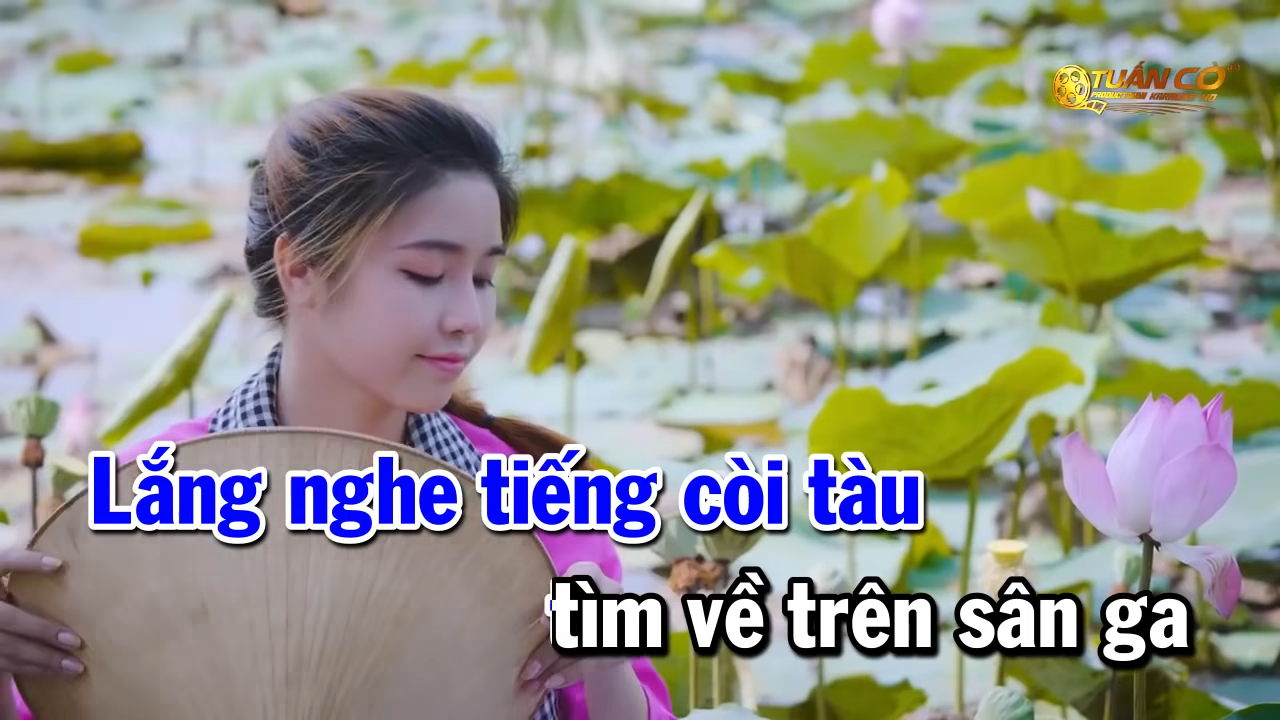 TUẤN CÒ
Lắng nghe tiếng còi tàu
tìm về trên sân ga